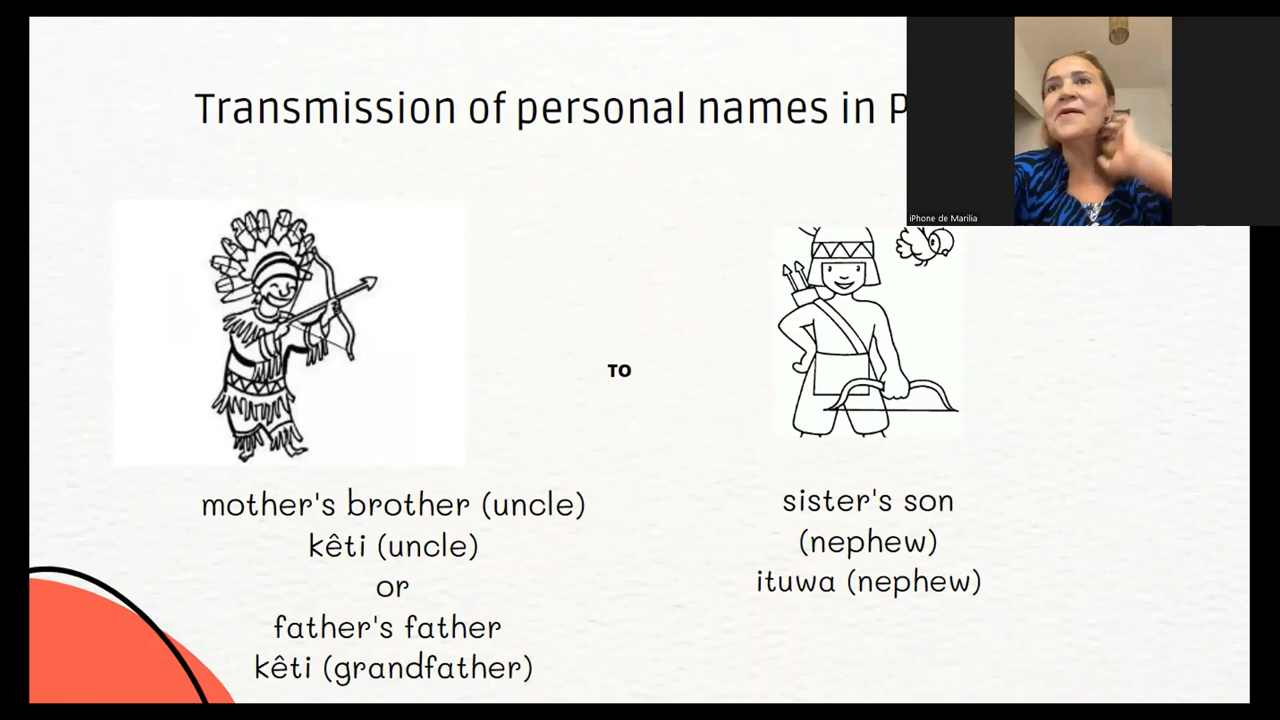 Transmission of personal names in P
iPhone de Marilia
TO
mother's brother (uncle)
kêti (uncle)
or
father's father
kêti (grandfather)
sister's son
(nephew)
ituwa (nephew)